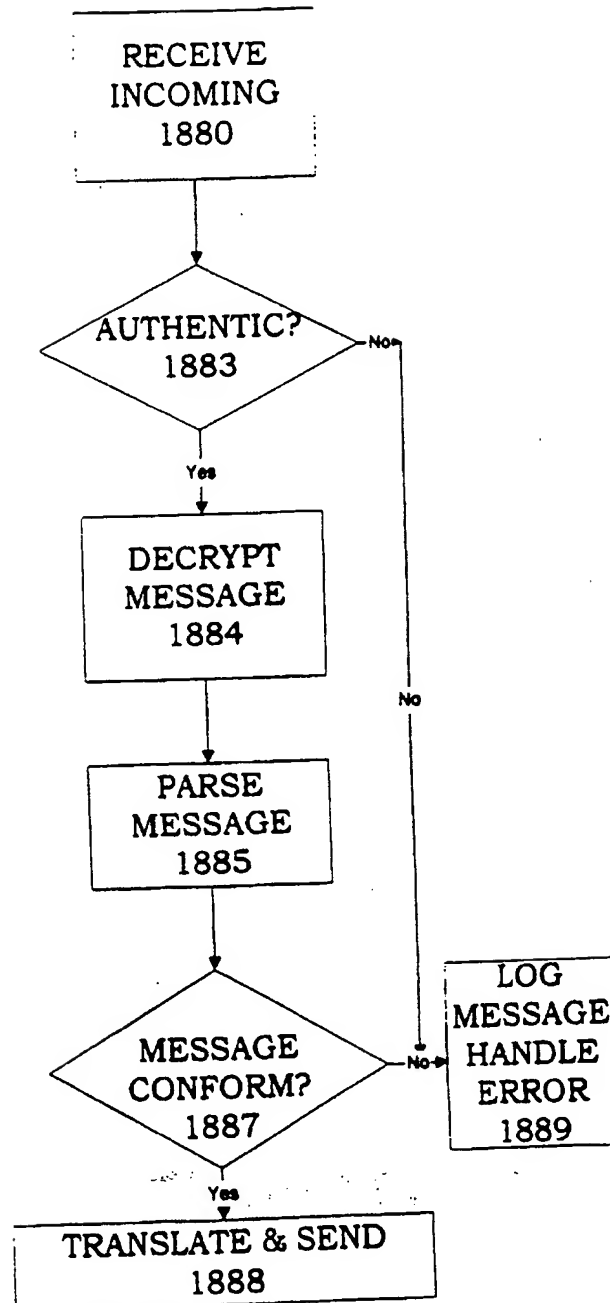 RECEIVE
INCOMING
1880
AUTHENTIC?
1883
No
Yes
DECRYPT
MESSAGE
1884
No
PARSE
MESSAGE
1885
LOG
MESSAGE
HANDLE
ERROR
1889
MESSAGE
CONFORM?
1887
No
Yes
TRANSLATE & SEND
1888